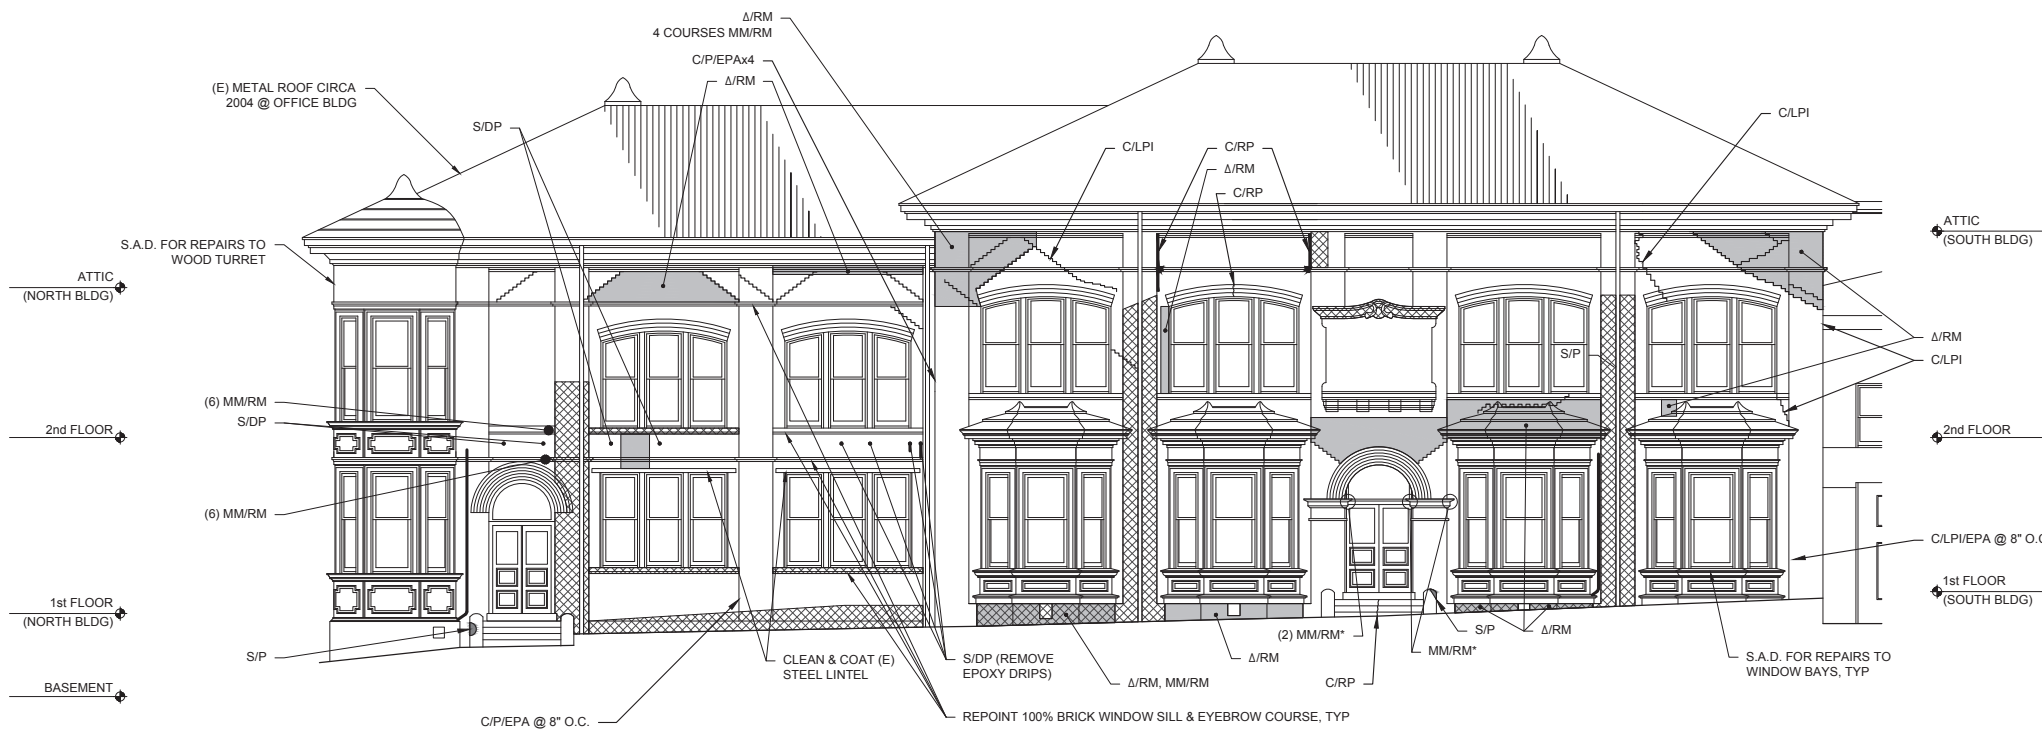 Δ/RM
4 COURSES MM/RM
C/P/EPAx4
Δ/RM
(E) METAL ROOF CIRCA
2004 @ OFFICE BLDG
S/DP
C/LPI
C/RP
Δ/RM
C/RP
C/LPI
S.A.D. FOR REPAIRS TO
WOOD TURRET
ATTIC
(NORTH BLDG)
ATTIC
(SOUTH BLDG)
Δ/RM
C/LPI
S/P
(6) MM/RM
S/DP
2nd FLOOR
2nd FLOOR
(6) MM/RM
C/LPI/EPA @ 8" O.C
1st FLOOR
(NORTH BLDG)
1st FLOOR
(SOUTH BLDG)
S/P
BASEMENT
CLEAN & COAT (E)
STEEL LINTEL
C/P/EPA @ 8" O.C.
S/DP (REMOVE
EPOXY DRIPS)
REPOINT 100% BRICK WINDOW SILL & EYEBROW COURSE, TYP
Δ/RM, MM/RM
Δ/RM
(2) MM/RM*
C/RP
MM/RM*
S/P
Δ/RM
S.A.D. FOR REPAIRS TO
WINDOW BAYS, TYP